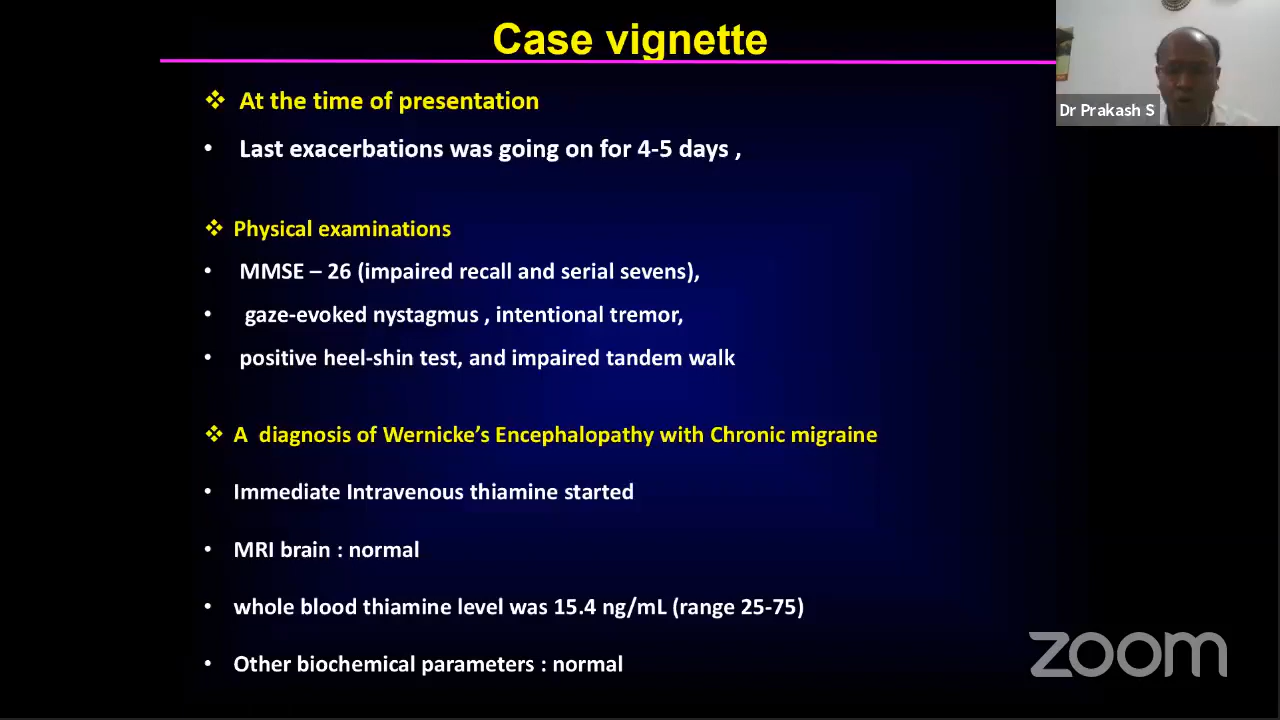 Case vignette
Dr Prakash S
❖ At the time of presentation
• Last exacerbations was going on for 4-5 days ,
❖ Physical examinations
• MMSE – 26 (impaired recall and serial sevens),
• gaze-evoked nystagmus , intentional tremor,
• positive heel-shin test, and impaired tandem walk
❖ A diagnosis of Wernicke's Encephalopathy with Chronic migraine
• Immediate Intravenous thiamine started
• MRI brain : normal
• whole blood thiamine level was 15.4 ng/mL (range 25-75)
• Other biochemical parameters : normal
zoom